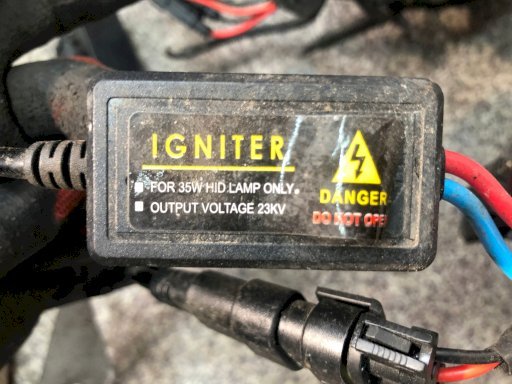 IGNITER
FOR 35W HID LAMP ONLY.
OUTPUT VOLTAGE 23KV
DANGER
DO NOT OPEN